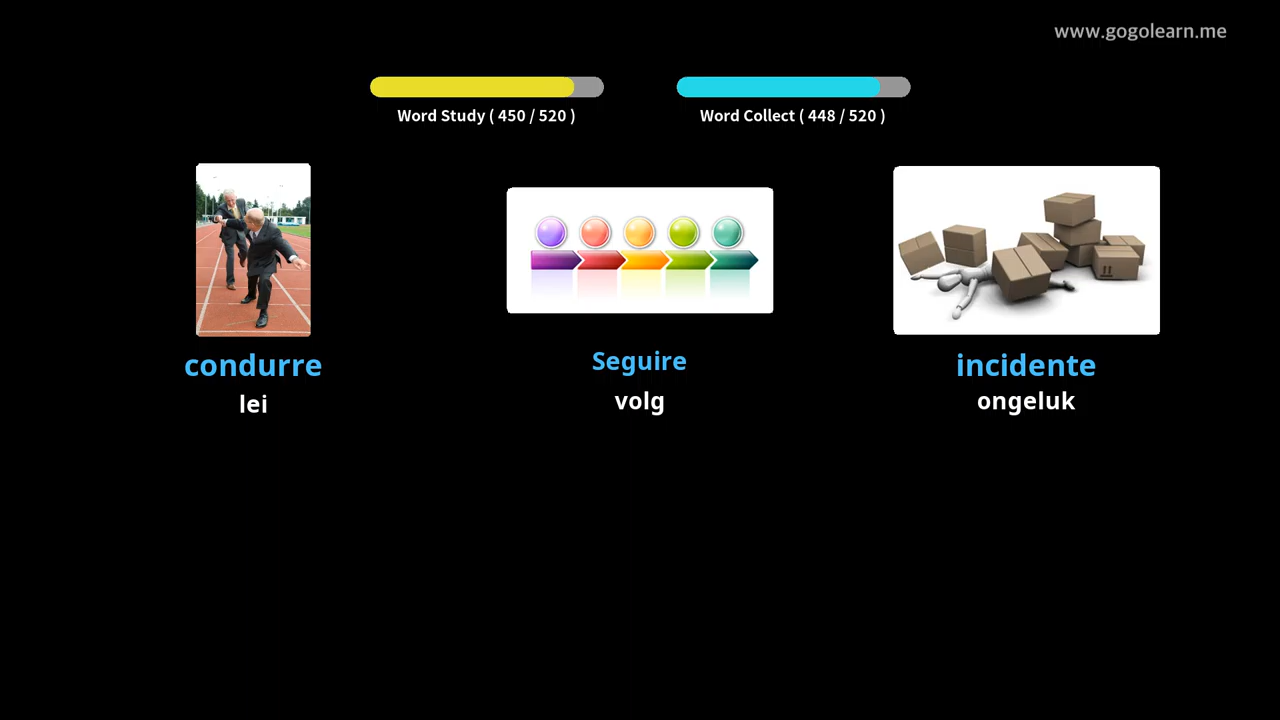 www.gogolearn.me
Word Study ( 450 / 520 )
Word Collect ( 448 / 520 )
condurre
lei
Seguire
volg
incidente
ongeluk